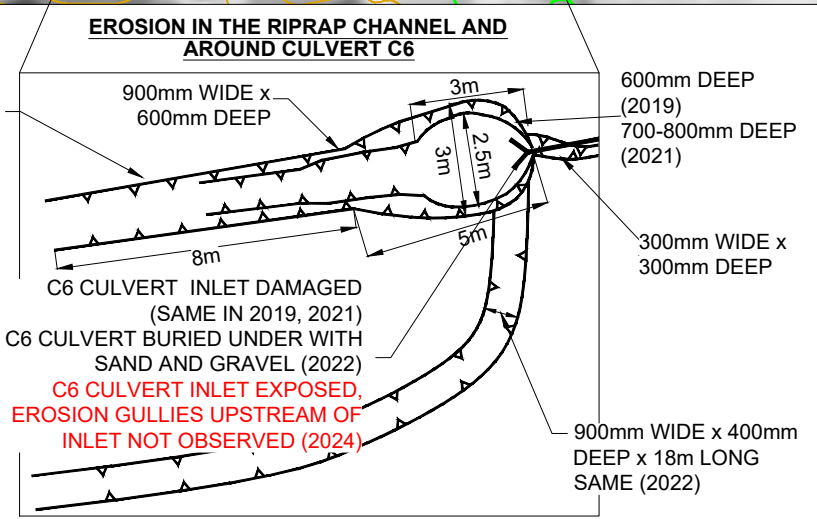 EROSION IN THE RIPRAP CHANNEL AND
AROUND CULVERT C6
900mm WIDE x
600mm DEEP
3m
600mm DEEP
(2019)
700-800mm DEEP
(2021)
2.5m
3m
5m
8m
300mm WIDE x
300mm DEEP
C6 CULVERT INLET DAMAGED
(SAME IN 2019, 2021)
C6 CULVERT BURIED UNDER WITH
SAND AND GRAVEL (2022)
C6 CULVERT INLET EXPOSED,
EROSION GULLIES UPSTREAM OF
INLET NOT OBSERVED (2024)
900mm WIDE x 400mm
DEEP x 18m LONG
SAME (2022)